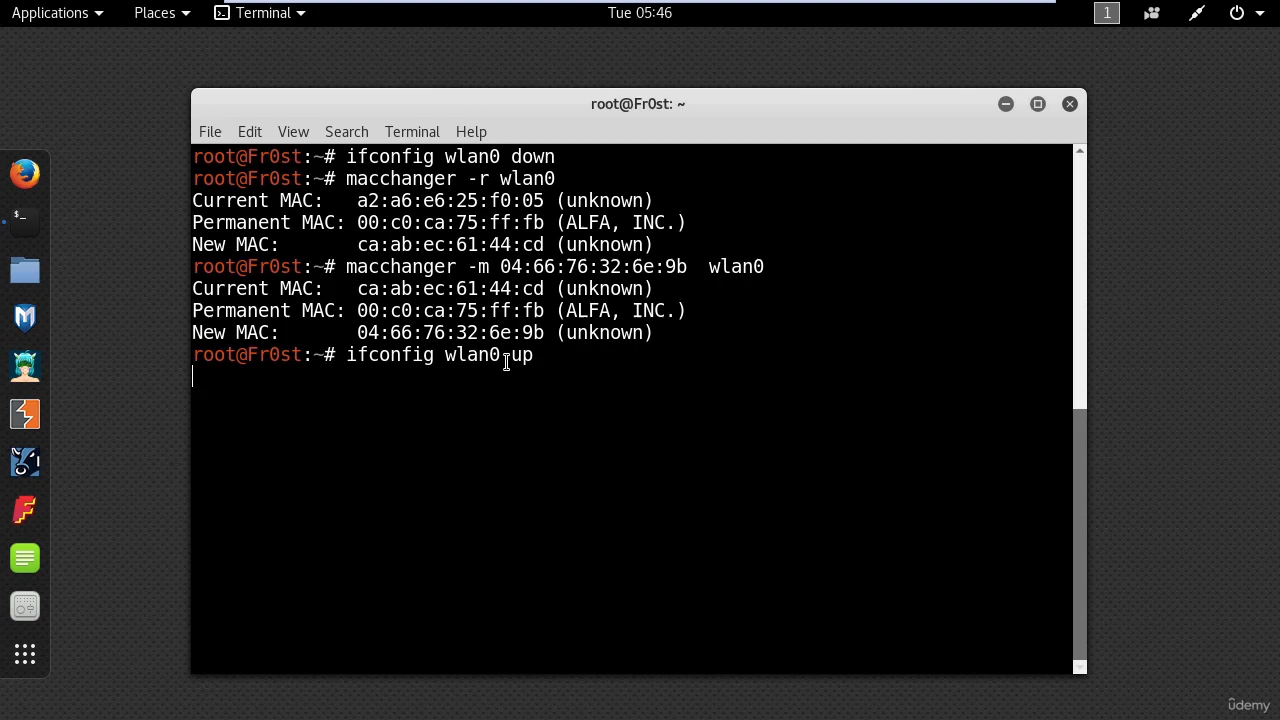 Applications Places Terminal Tue 05:46 1
root@Fr0st: ~
File Edit View Search Terminal Help
root@Fr0st:~# ifconfig wlan0 down
root@Fr0st:~# macchanger -r wlan0
Current MAC:   a2:a6:e6:25:f0:05 (unknown)
Permanent MAC: 00:c0:ca:75:ff:fb (ALFA, INC.)
New MAC:       ca:ab:ec:61:44:cd (unknown)
root@Fr0st:~# macchanger -m 04:66:76:32:6e:9b  wlan0
Current MAC:   ca:ab:ec:61:44:cd (unknown)
Permanent MAC: 00:c0:ca:75:ff:fb (ALFA, INC.)
New MAC:       04:66:76:32:6e:9b (unknown)
root@Fr0st:~# ifconfig wlan0 up
ûdemy